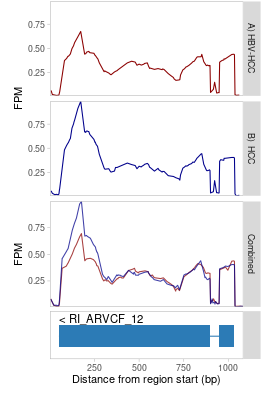 0.75
0.50
0.25
FPM
A) HBV-HCC
0.75
0.50
0.25
B) HCC
0.75
0.50
0.25
FPM
Combined
< RI_ARVCF_12
250
500
750
1000
Distance from region start (bp)